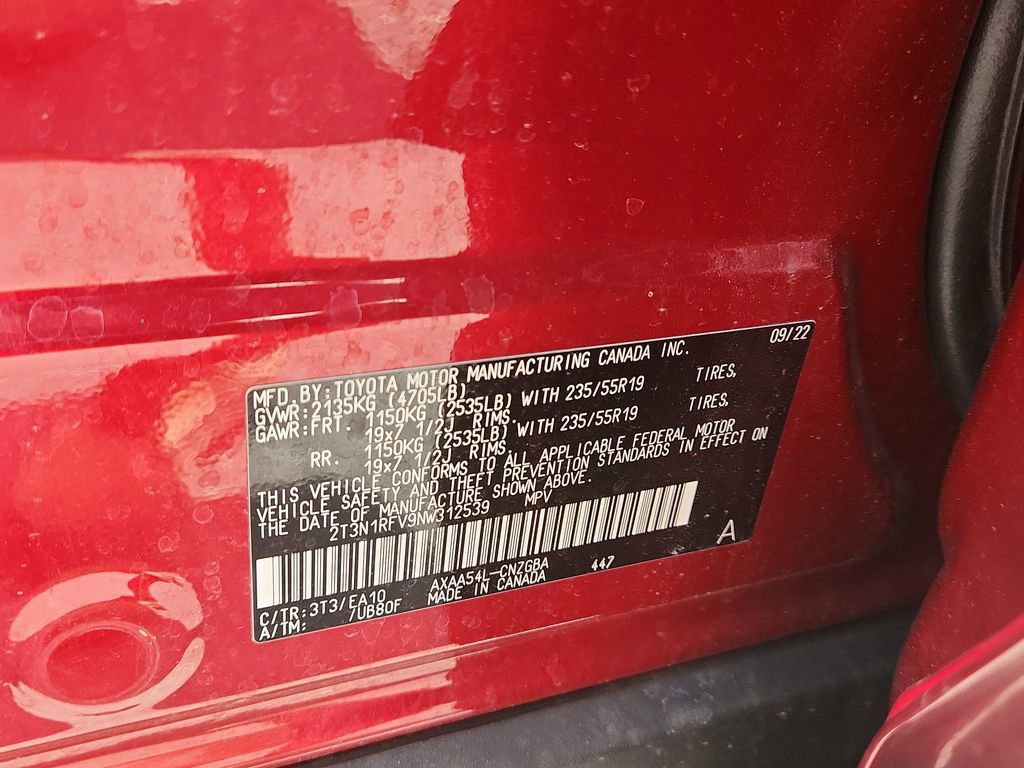 09/22
MFD. BY: TOYOTA MOTOR MANUFACTURING CANADA INC.
GVWR: 2135KG (4705LB)
GAWR: FRT. 1150KG (2535LB) WITH 235/55R19 TIRES,
19x7 1/2J RIMS.
RR. 1150KG (2535LB) WITH 235/55R19 TIRES,
19x7 1/2J RIMS.
THIS VEHICLE CONFORMS TO ALL APPLICABLE FEDERAL MOTOR
VEHICLE SAFETY AND THEFT PREVENTION STANDARDS IN EFFECT ON
THE DATE OF MANUFACTURE SHOWN ABOVE.
2T3N1RFV9NW312539 MPV
A
C/TR: 3T3/EA10 AXAA54L-CNZGBA 447
A/TM: /UB80F MADE IN CANADA